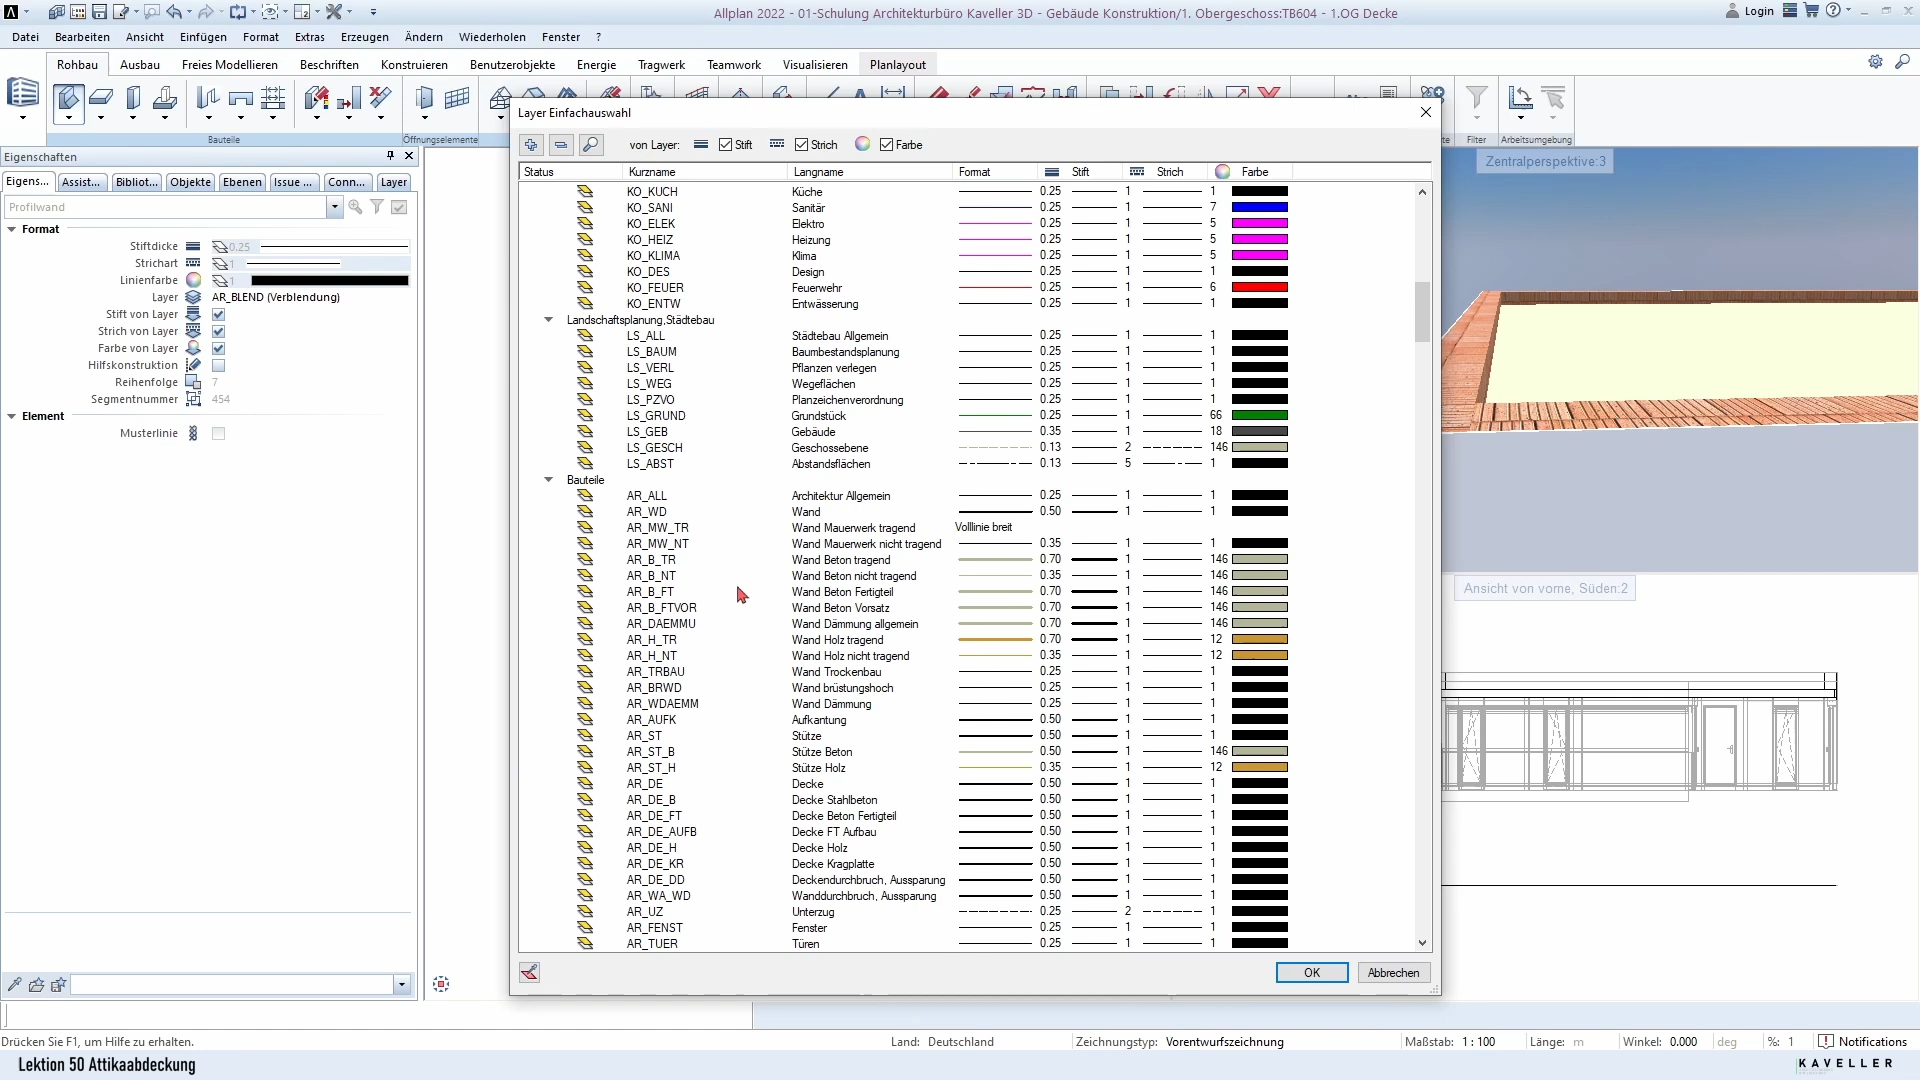 Allplan 2022 - 01-Schulung Architekturbüro Kaveller 3D - Gebäude Konstruktion/1. Obergeschoss:TB604 - 1.OG Decke
Login
Datei Bearbeiten Ansicht Einfügen Format Extras Erzeugen Ändern Wiederholen Fenster ?
Rohbau Ausbau Freies Modellieren Beschriften Konstruieren Benutzerobjekte Energie Tragwerk Teamwork Visualisieren Planlayout
Bauteile Öffnungselemente Filter Arbeitsumgebung
Eigenschaften
Eigens... Assist... Bibliot... Objekte Ebenen Issue ... Conn... Layer
Profilwand
Format
Stiftdicke 0.25
Strichart 1
Linienfarbe 1
Layer AR_BLEND (Verblendung)
Stift von Layer
Strich von Layer
Farbe von Layer
Hilfskonstruktion
Reihenfolge 7
Segmentnummer 454
Element
Musterlinie
Layer Einfachauswahl
von Layer: Stift Strich Farbe
Status Kurzname Langname Format Stift Strich Farbe
KO_KUCH Küche 0.25 1 1
KO_SANI Sanitär 0.25 1 7
KO_ELEK Elektro 0.25 1 5
KO_HEIZ Heizung 0.25 1 5
KO_KLIMA Klima 0.25 1 5
KO_DES Design 0.25 1 1
KO_FEUER Feuerwehr 0.25 1 6
KO_ENTW Entwässerung 0.25 1 1
Landschaftsplanung,Städtebau
LS_ALL Städtebau Allgemein 0.25 1 1
LS_BAUM Baumbestandsplanung 0.25 1 1
LS_VERL Pflanzen verlegen 0.25 1 1
LS_WEG Wegeflächen 0.25 1 1
LS_PZVO Planzeichenverordnung 0.25 1 1
LS_GRUND Grundstück 0.25 1 66
LS_GEB Gebäude 0.35 1 18
LS_GESCH Geschossebene 0.13 2 146
LS_ABST Abstandsflächen 0.13 5 1
Bauteile
AR_ALL Architektur Allgemein 0.25 1 1
AR_WD Wand 0.50 1 1
AR_MW_TR Wand Mauerwerk tragend Volllinie breit
AR_MW_NT Wand Mauerwerk nicht tragend 0.35 1 1
AR_B_TR Wand Beton tragend 0.70 1 146
AR_B_NT Wand Beton nicht tragend 0.35 1 146
AR_B_FT Wand Beton Fertigteil 0.70 1 146
AR_B_FTVOR Wand Beton Vorsatz 0.70 1 146
AR_DAEMMU Wand Dämmung allgemein 0.70 1 146
AR_H_TR Wand Holz tragend 0.70 1 12
AR_H_NT Wand Holz nicht tragend 0.35 1 12
AR_TRBAU Wand Trockenbau 0.25 1 1
AR_BRWD Wand brüstungshoch 0.25 1 1
AR_WDAEMM Wand Dämmung 0.25 1 1
AR_AUFK Aufkantung 0.50 1 1
AR_ST Stütze 0.50 1 1
AR_ST_B Stütze Beton 0.50 1 146
AR_ST_H Stütze Holz 0.35 1 12
AR_DE Decke 0.50 1 1
AR_DE_B Decke Stahlbeton 0.50 1 1
AR_DE_FT Decke Beton Fertigteil 0.50 1 1
AR_DE_AUFB Decke FT Aufbau 0.50 1 1
AR_DE_H Decke Holz 0.50 1 1
AR_DE_KR Decke Kragplatte 0.50 1 1
AR_DE_DD Deckendurchbruch, Aussparung 0.50 1 1
AR_WA_WD Wanddurchbruch, Aussparung 0.50 1 1
AR_UZ Unterzug 0.25 2 1
AR_FENST Fenster 0.25 1 1
AR_TUER Türen 0.25 1 1
OK Abbrechen
Zentralperspektive:3
Ansicht von vorne, Süden:2
Drücken Sie F1, um Hilfe zu erhalten. Land: Deutschland Zeichnungstyp: Vorentwurfszeichnung Maßstab: 1 : 100 Länge: m Winkel: 0.000 deg %: 1 Notifications
Lektion 50 Attikaabdeckung
KAVELLER